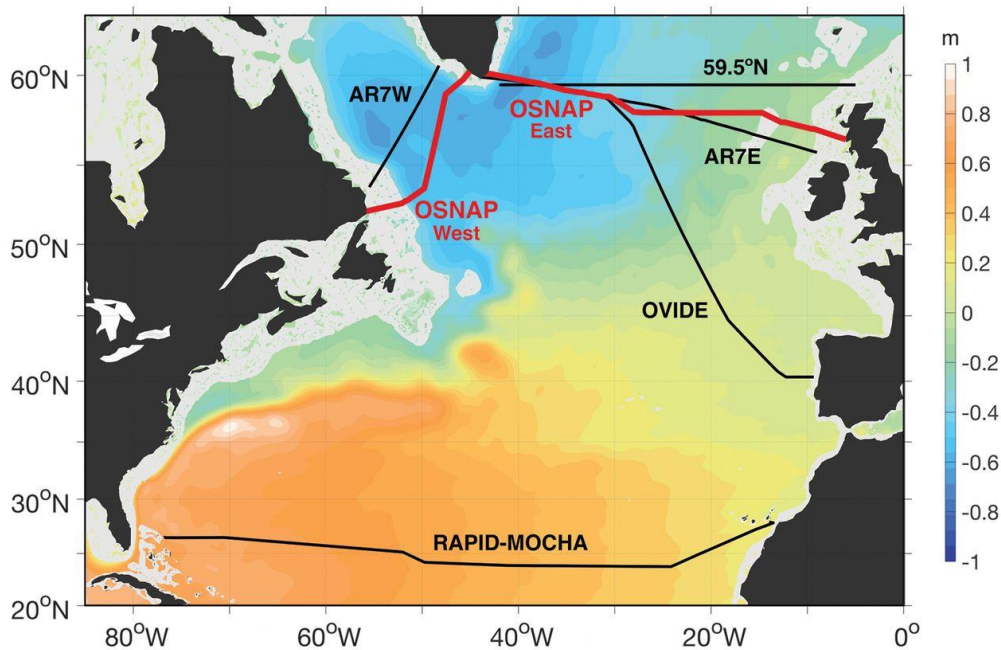 m
60°N
50°N
40°N
30°N
20°N
80°W
60°W
40°W
20°W
0°
AR7W
59.5°N
OSNAP
East
AR7E
OSNAP
West
OVIDE
RAPID-MOCHA
1
0.8
0.6
0.4
0.2
0
-0.2
-0.4
-0.6
-0.8
-1